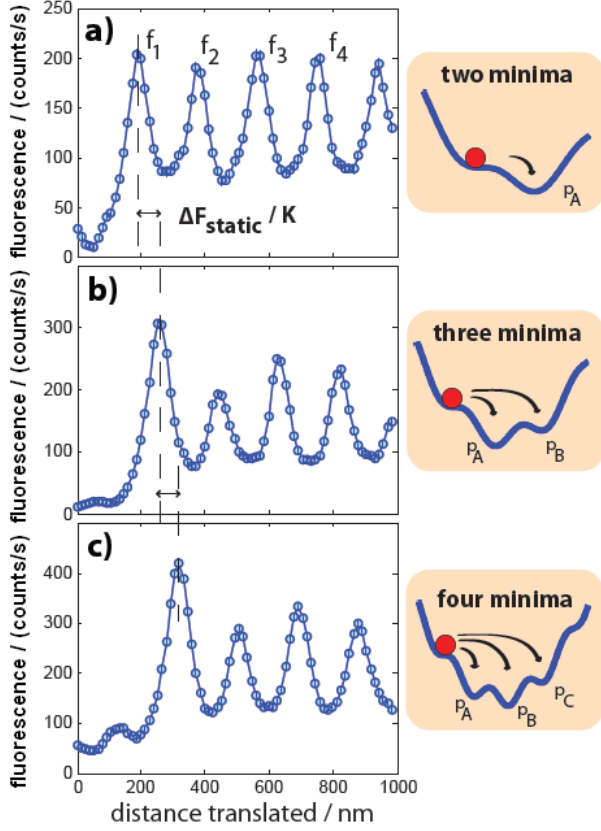 a)
f1
f2
f3
f4
250
200
150
100
50
0
fluorescence / (counts/s)
ΔFstatic / K
two minima
pA
b)
300
200
100
0
fluorescence / (counts/s)
three minima
pA
pB
c)
400
300
200
100
0
fluorescence / (counts/s)
0 200 400 600 800 1000
distance translated / nm
four minima
pA
pB
pC